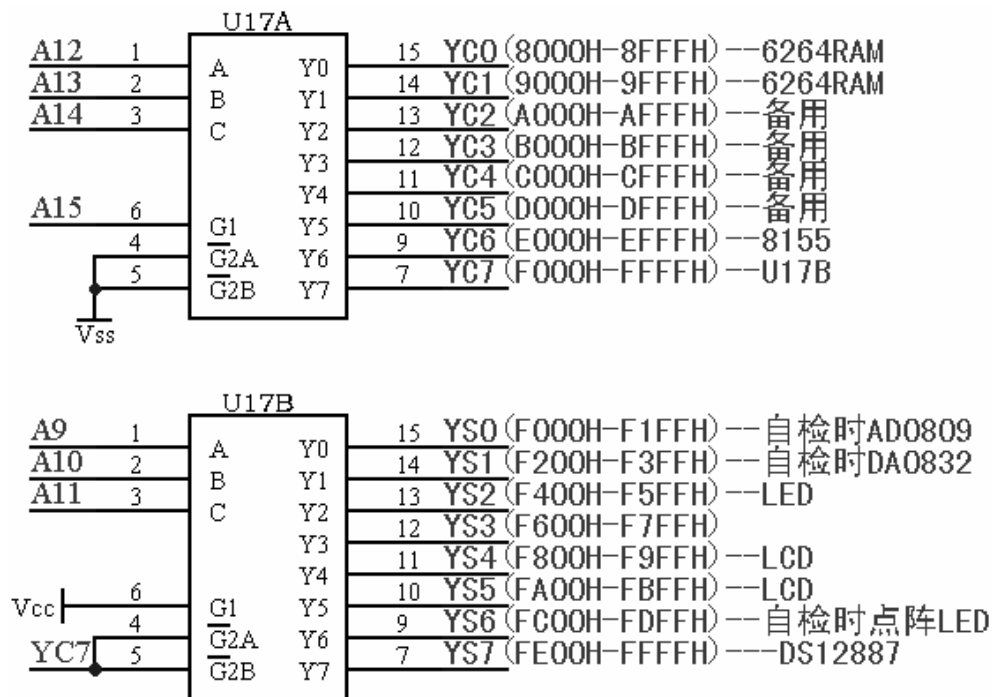 U17A
A12 1 A Y0 15 YC0(8000H-8FFFH)--6264RAM
A13 2 B Y1 14 YC1(9000H-9FFFH)--6264RAM
A14 3 C Y2 13 YC2(A000H-AFFFH)--备用
Y3 12 YC3(B000H-BFFFH)--备用
Y4 11 YC4(C000H-CFFFH)--备用
A15 6 G1 Y5 10 YC5(D000H-DFFFH)--备用
4 G2A Y6 9 YC6(E000H-EFFFH)--8155
5 G2B Y7 7 YC7(F000H-FFFFH)--U17B
Vss
U17B
A9 1 A Y0 15 YS0(F000H-F1FFH)--自检时AD0809
A10 2 B Y1 14 YS1(F200H-F3FFH)--自检时DA0832
A11 3 C Y2 13 YS2(F400H-F5FFH)--LED
Y3 12 YS3(F600H-F7FFH)
Y4 11 YS4(F800H-F9FFH)--LCD
Vcc 6 G1 Y5 10 YS5(FA00H-FBFFH)--LCD
4 G2A Y6 9 YS6(FC00H-FDFFH)--自检时点阵LED
YC7 5 G2B Y7 7 YS7(FE00H-FFFFH)---DS12887